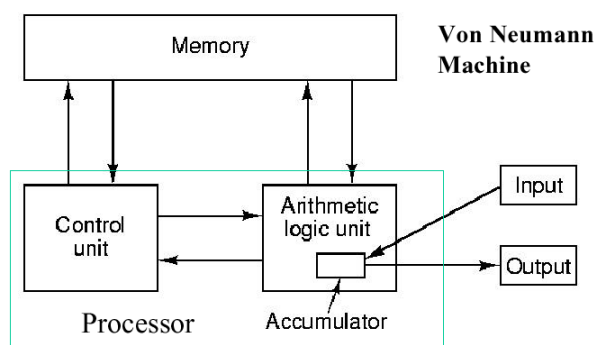 Memory
Von Neumann
Machine
Control
unit
Arithmetic
logic unit
Input
Output
Processor
Accumulator